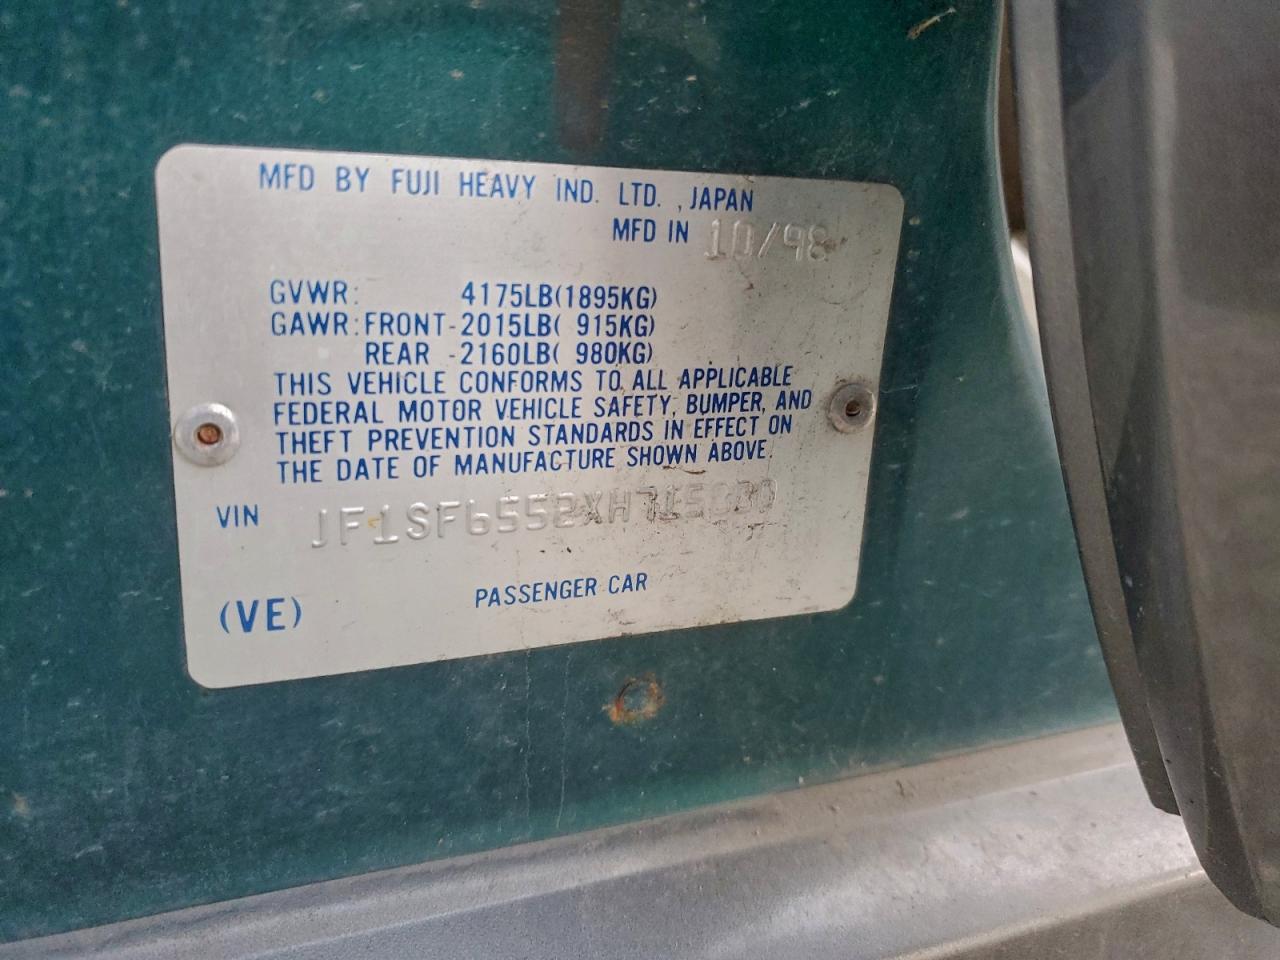 MFD BY FUJI HEAVY IND. LTD. , JAPAN
MFD IN 10/98
GVWR: 4175LB(1895KG)
GAWR: FRONT-2015LB( 915KG)
REAR -2160LB( 980KG)
THIS VEHICLE CONFORMS TO ALL APPLICABLE
FEDERAL MOTOR VEHICLE SAFETY, BUMPER, AND
THEFT PREVENTION STANDARDS IN EFFECT ON
THE DATE OF MANUFACTURE SHOWN ABOVE.
VIN
(VE) PASSENGER CAR